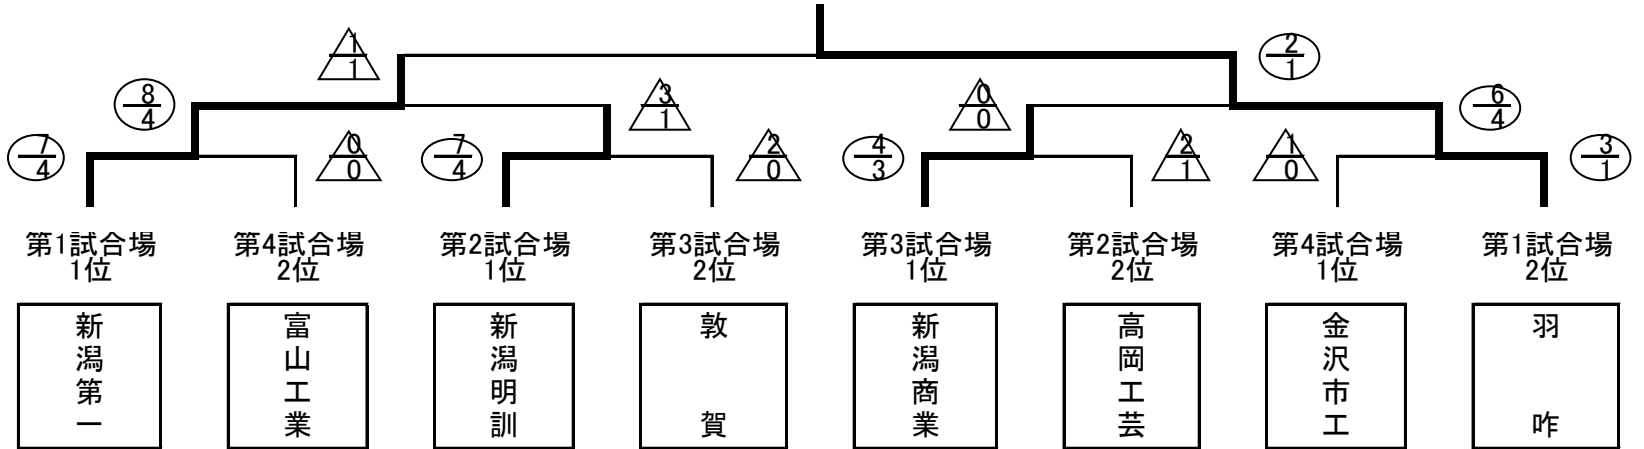 1
1
2
1
8
4
3
1
0
0
6
4
7
4
0
0
7
4
2
0
4
3
2
1
1
0
3
1
第1試合場
1位
第4試合場
2位
第2試合場
1位
第3試合場
2位
第3試合場
1位
第2試合場
2位
第4試合場
1位
第1試合場
2位
新潟第一
富山工業
新潟明訓
敦賀
新潟商業
高岡工芸
金沢市工
羽咋